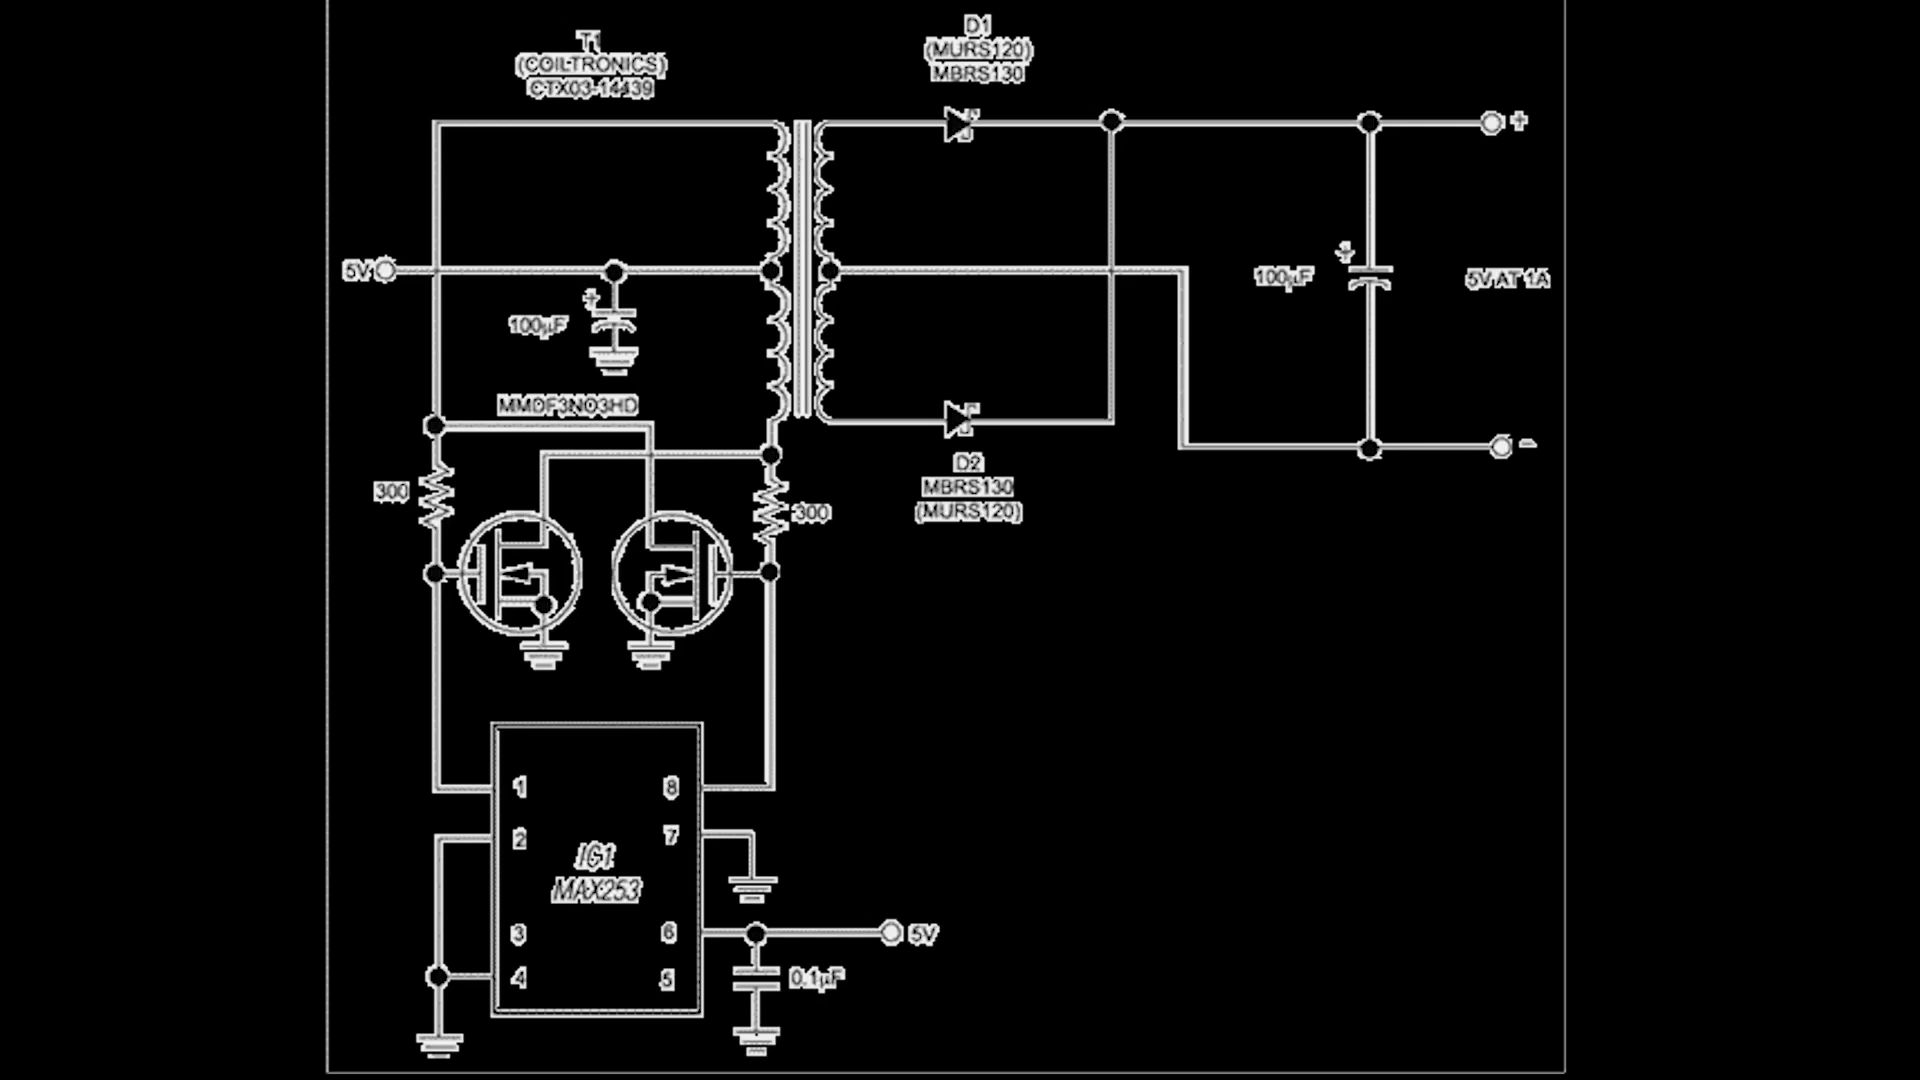 T1
(COILTRONICS)
CTX03-14439
D1
(MURS120)
MBRS130
+
5V
+
100µF
+
100µF
5V AT 1A
MMDF3NO3HD
-
D2
MBRS130
(MURS120)
300
300
1
8
2
7
IC1
MAX253
3
6
5V
4
5
0.1µF